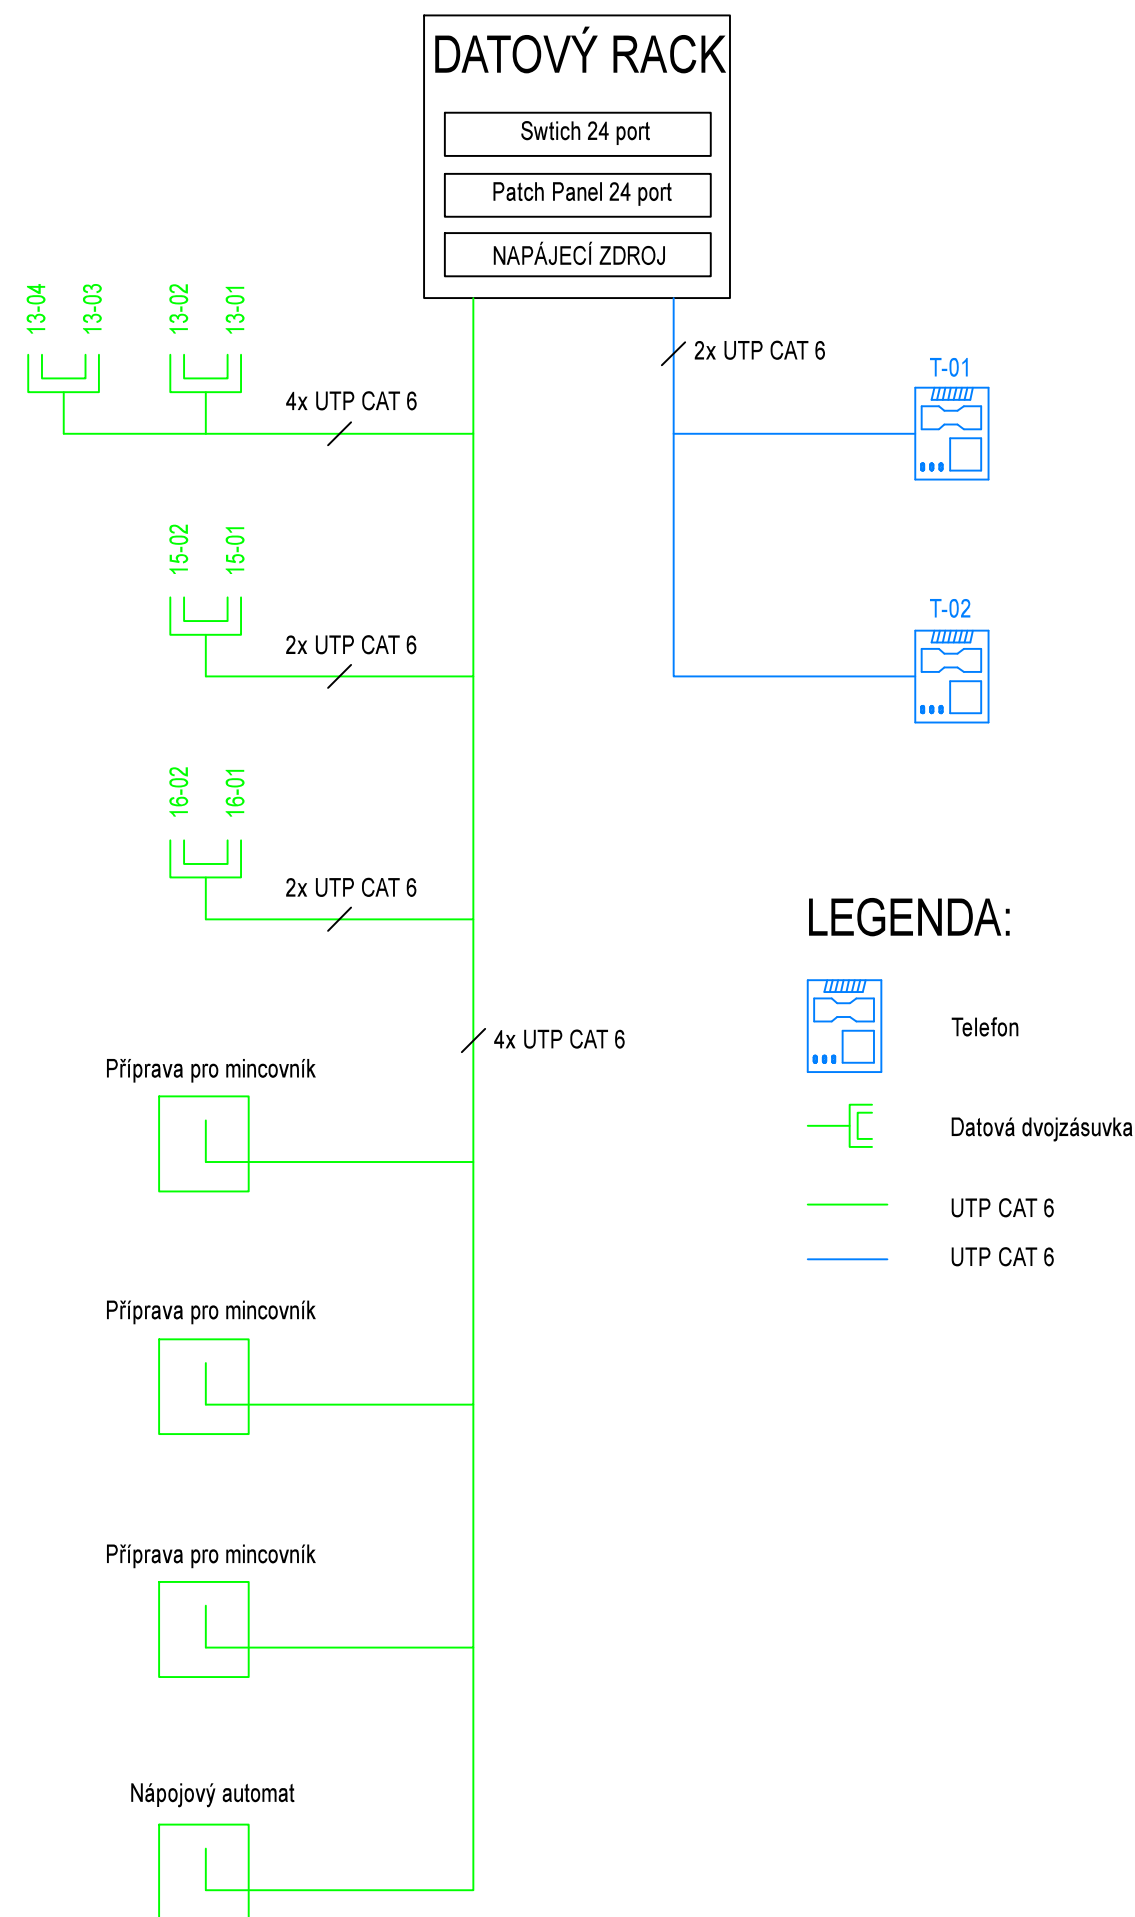 DATOVÝ RACK
Swtich 24 port
Patch Panel 24 port
NAPÁJECÍ ZDROJ
13-04
13-03
13-02
13-01
4x UTP CAT 6
2x UTP CAT 6
T-01
15-02
15-01
2x UTP CAT 6
T-02
16-02
16-01
2x UTP CAT 6
4x UTP CAT 6
Příprava pro mincovník
Příprava pro mincovník
Příprava pro mincovník
Nápojový automat
LEGENDA:
Telefon
Datová dvojzásuvka
UTP CAT 6
UTP CAT 6